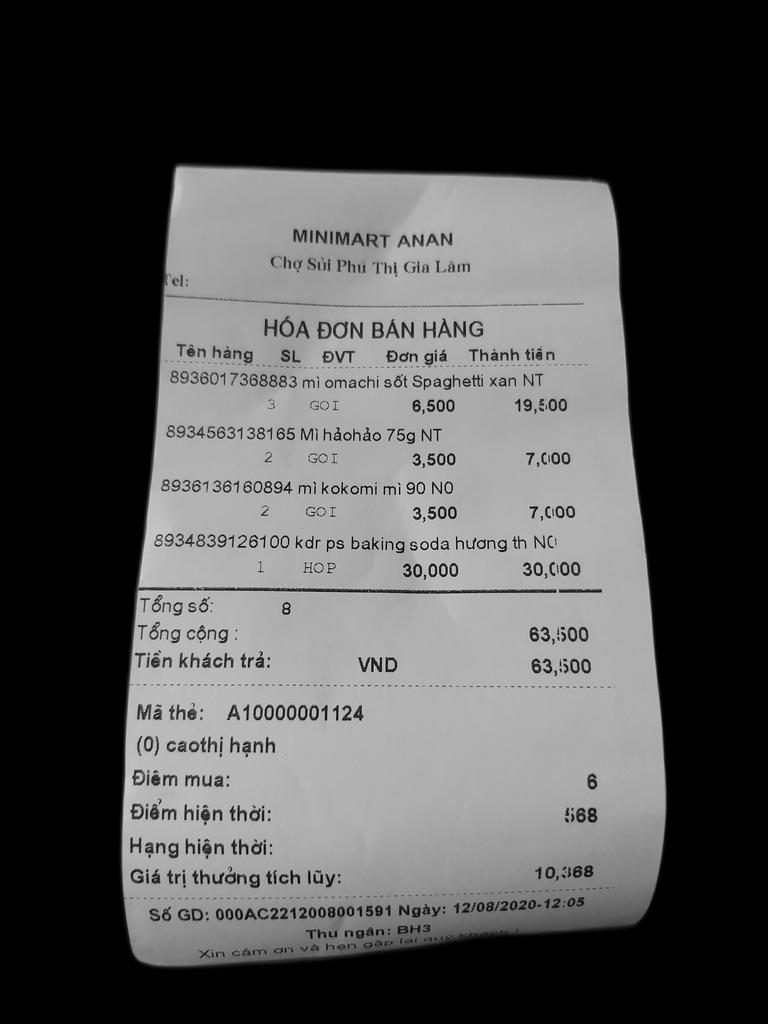 MINIMART ANAN
Chợ Sủi Phú Thị Gia Lâm
Tel:
HÓA ĐƠN BÁN HÀNG
Tên hàng SL ĐVT Đơn giá Thành tiền
8936017368883 mì omachi sốt Spaghetti xan NT
3 GOI 6,500 19,500
8934563138165 Mì hảohảo 75g NT
2 GOI 3,500 7,000
8936136160894 mì kokomi mì 90 N0
2 GOI 3,500 7,000
8934839126100 kdr ps baking soda hương th N0
1 HOP 30,000 30,000
Tổng số: 8
Tổng cộng : 63,500
Tiền khách trả: VND 63,500
Mã thẻ: A10000001124
(0) caothị hạnh
Điểm mua: 6
Điểm hiện thời: 568
Hạng hiện thời:
Giá trị thưởng tích lũy: 10,368
Số GD: 000AC2212008001591 Ngày: 12/08/2020-12:05
Thu ngân: BH3
Xin cám ơn và hẹn gặp lại quý khách !